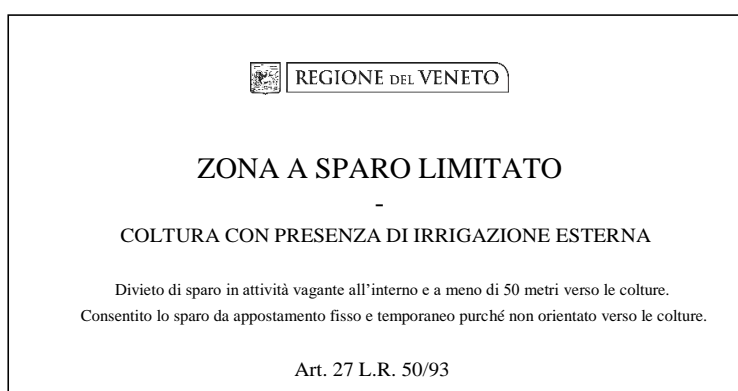 REGIONE DEL VENETO
ZONA A SPARO LIMITATO
-
COLTURA CON PRESENZA DI IRRIGAZIONE ESTERNA
Divieto di sparo in attività vagante all’interno e a meno di 50 metri verso le colture.
Consentito lo sparo da appostamento fisso e temporaneo purché non orientato verso le colture.
Art. 27 L.R. 50/93